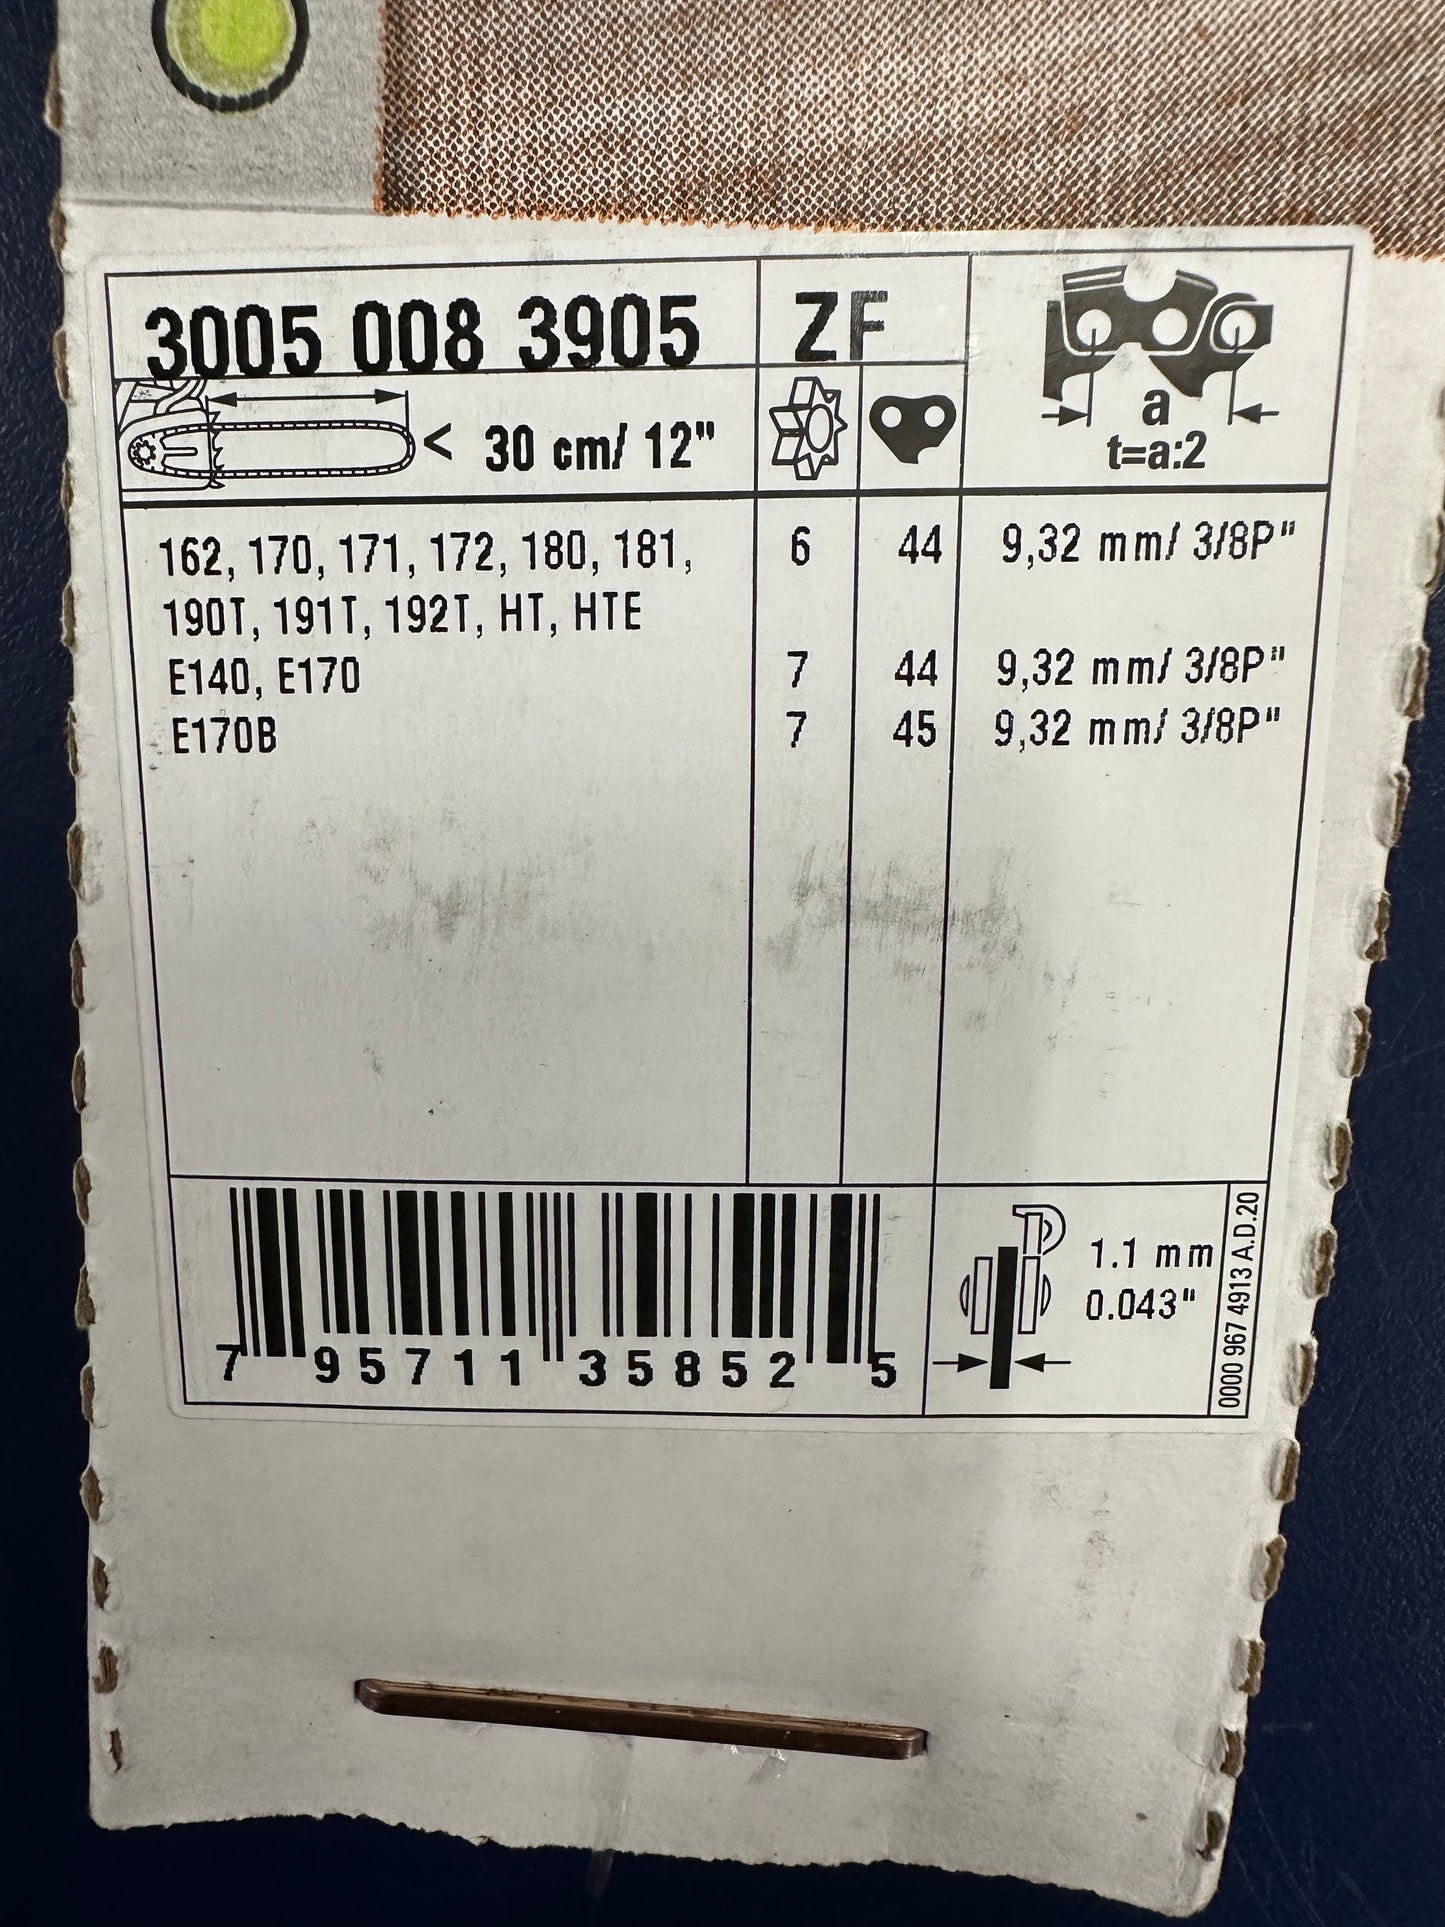 3005 008 3905
ZF
< 30 cm/ 12"
a
t=a:2
162, 170, 171, 172, 180, 181, 6 44 9,32 mm/ 3/8P"
190T, 191T, 192T, HT, HTE
E140, E170 7 44 9,32 mm/ 3/8P"
E170B 7 45 9,32 mm/ 3/8P"
7 95711 35852 5
1.1 mm
0.043"
0000 967 4913 A.D.20